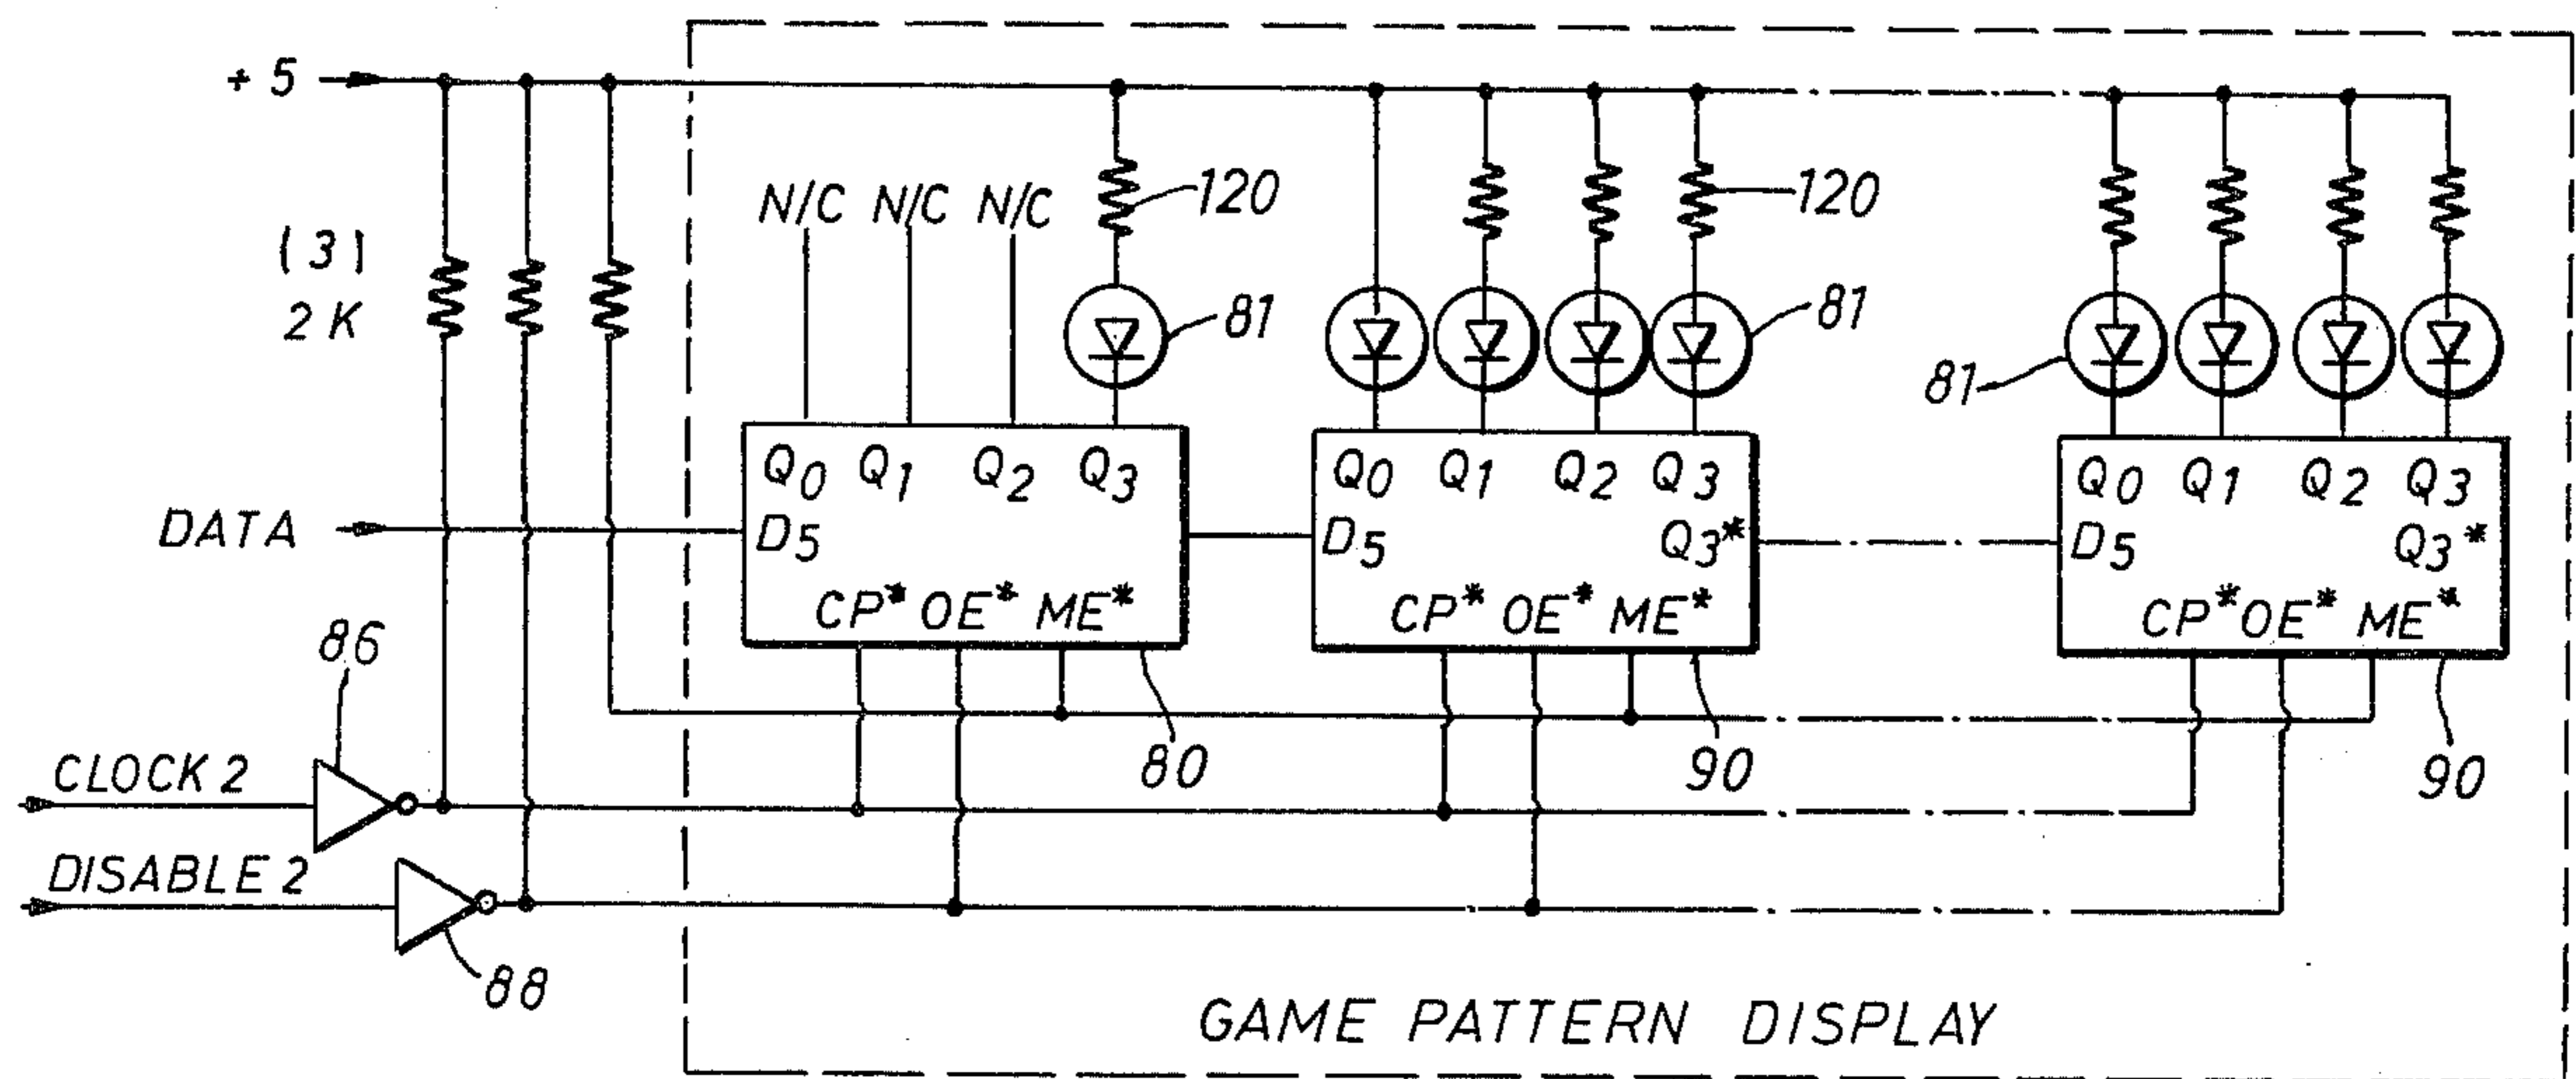 + 5
N/C N/C N/C
120
120
(3)
2 K
81
81
81
Q0 Q1 Q2 Q3
Q0 Q1 Q2 Q3
Q0 Q1 Q2 Q3
DATA
D5
D5 Q3*
D5 Q3*
CP* OE* ME*
CP* OE* ME*
CP* OE* ME*
86
80
90
90
CLOCK 2
DISABLE 2
88
GAME PATTERN DISPLAY